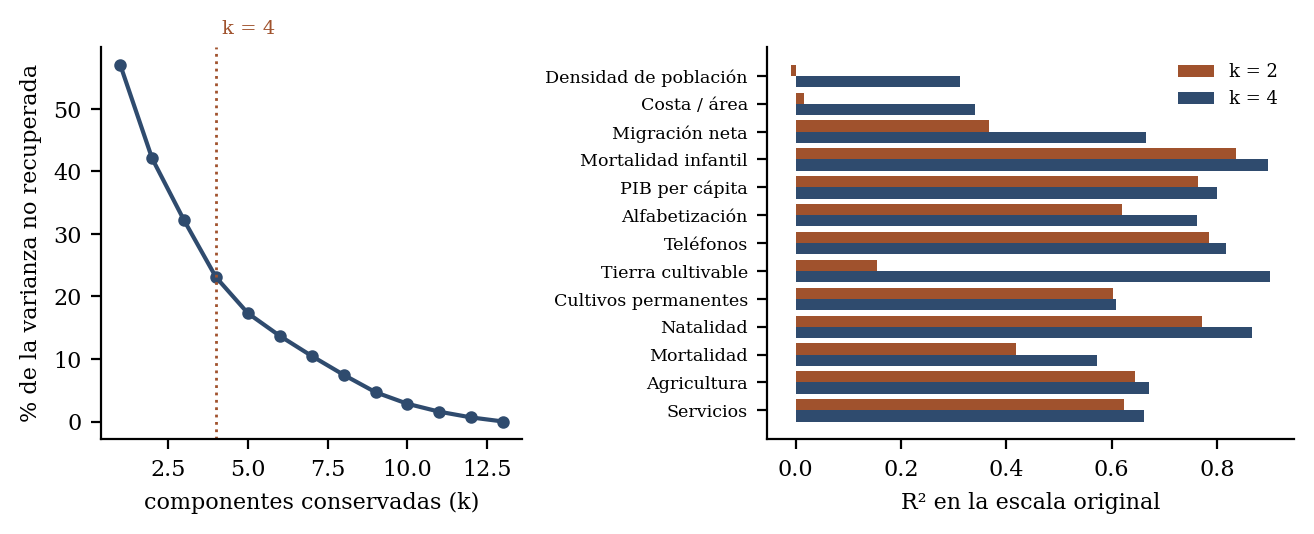 k = 4
% de la varianza no recuperada
50
40
30
20
10
0
2.5 5.0 7.5 10.0 12.5
componentes conservadas (k)
k = 2
k = 4
Densidad de población
Costa / área
Migración neta
Mortalidad infantil
PIB per cápita
Alfabetización
Teléfonos
Tierra cultivable
Cultivos permanentes
Natalidad
Mortalidad
Agricultura
Servicios
0.0 0.2 0.4 0.6 0.8
R² en la escala original